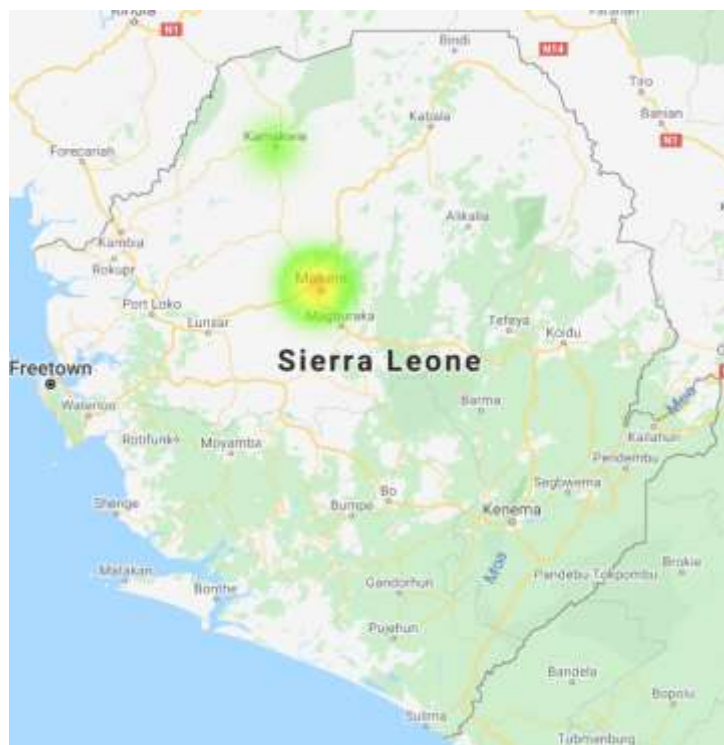 N1
Bindi
N14
Tiro
Banian
N1
Kabala
Kamakwie
Forecariah
Alikalia
Kambia
Rokupr
Makeni
Port Loko
Lunsar
Magburaka
Tefeya
Koidu
Sierra Leone
Freetown
Moa
Waterloo
Barma
Kailahun
Rotifunk
Moyamba
Pendembu
Segbwema
Bo
Shenge
Bumpe
Kenema
Moa
Matakan
Bonthe
Gandorhun
Pandebu-Tokpombu
Brokie
Pujehun
Bandela
Bopolu
Sulima
Tubmanburg